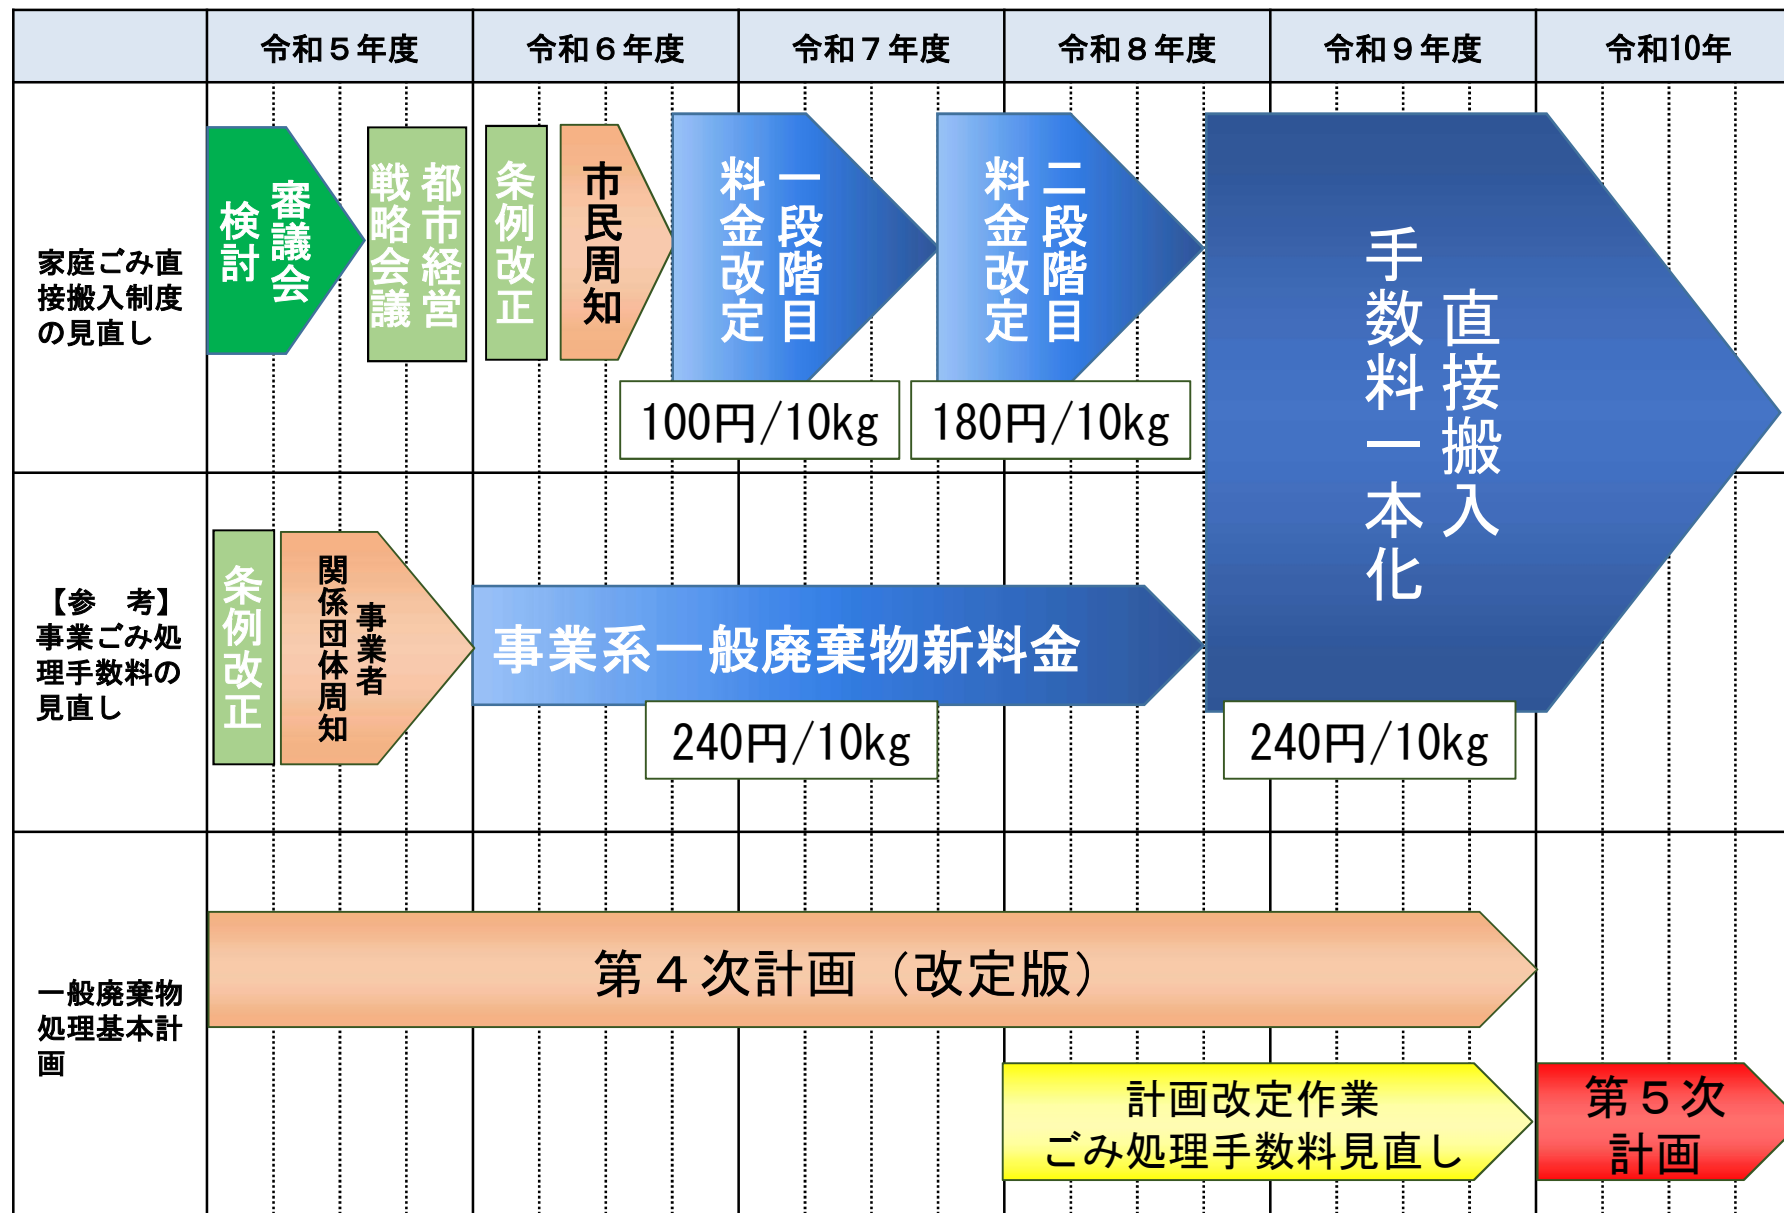 令和５年度
令和６年度
令和７年度
令和８年度
令和９年度
令和10年
家庭ごみ直
接搬入制度
の見直し
審議会
検討
都市経営
戦略会議
条例改正
市民周知
一段階目
料金改定
100円/10kg
二段階目
料金改定
180円/10kg
直接搬入
手数料一本化
240円/10kg
【参　考】
事業ごみ処
理手数料の
見直し
条例改正
事業者
関係団体周知
事業系一般廃棄物新料金
240円/10kg
一般廃棄物
処理基本計
画
第４次計画（改定版）
計画改定作業
ごみ処理手数料見直し
第５次
計画